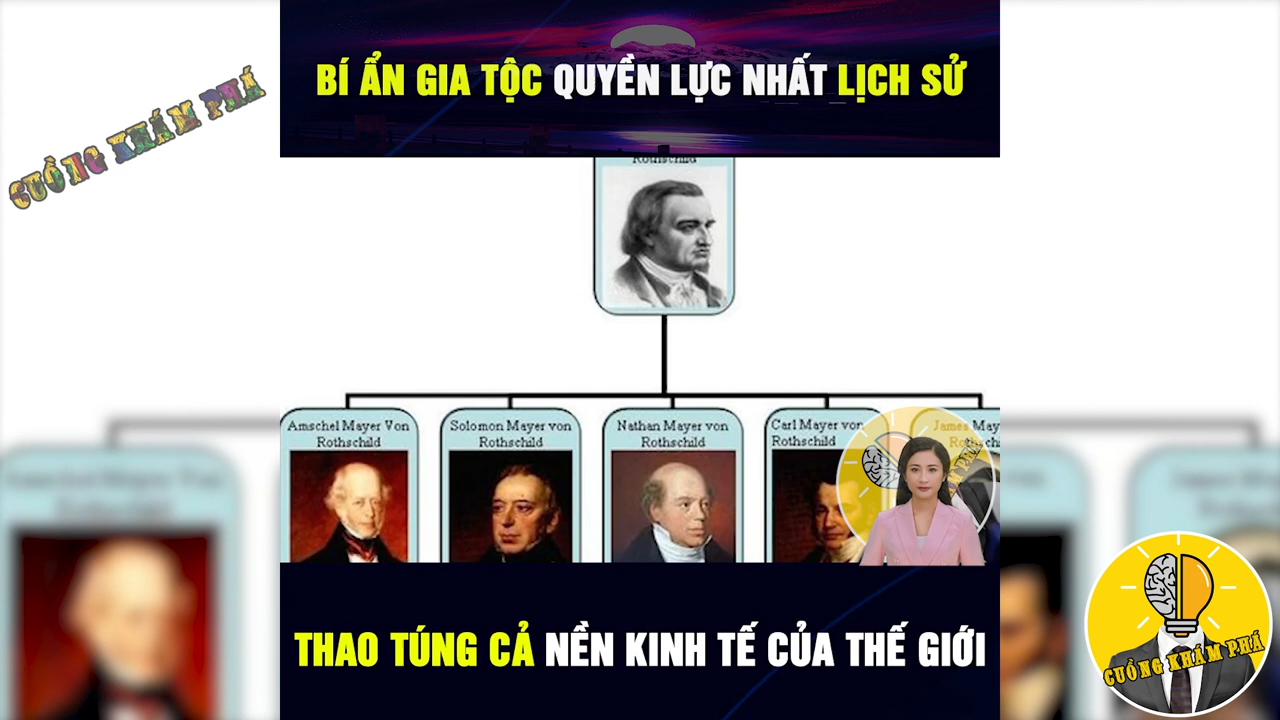 BÍ ẨN GIA TỘC QUYỀN LỰC NHẤT LỊCH SỬ
CUỒNG KHÁM PHÁ
Rothschild
Amschel Mayer Von
Rothschild
Solomon Mayer von
Rothschild
Nathan Mayer von
Rothschild
Carl Mayer von
Rothschild
James
THAO TÚNG CẢ NỀN KINH TẾ CỦA THẾ GIỚI
CUỒNG KHÁM PHÁ